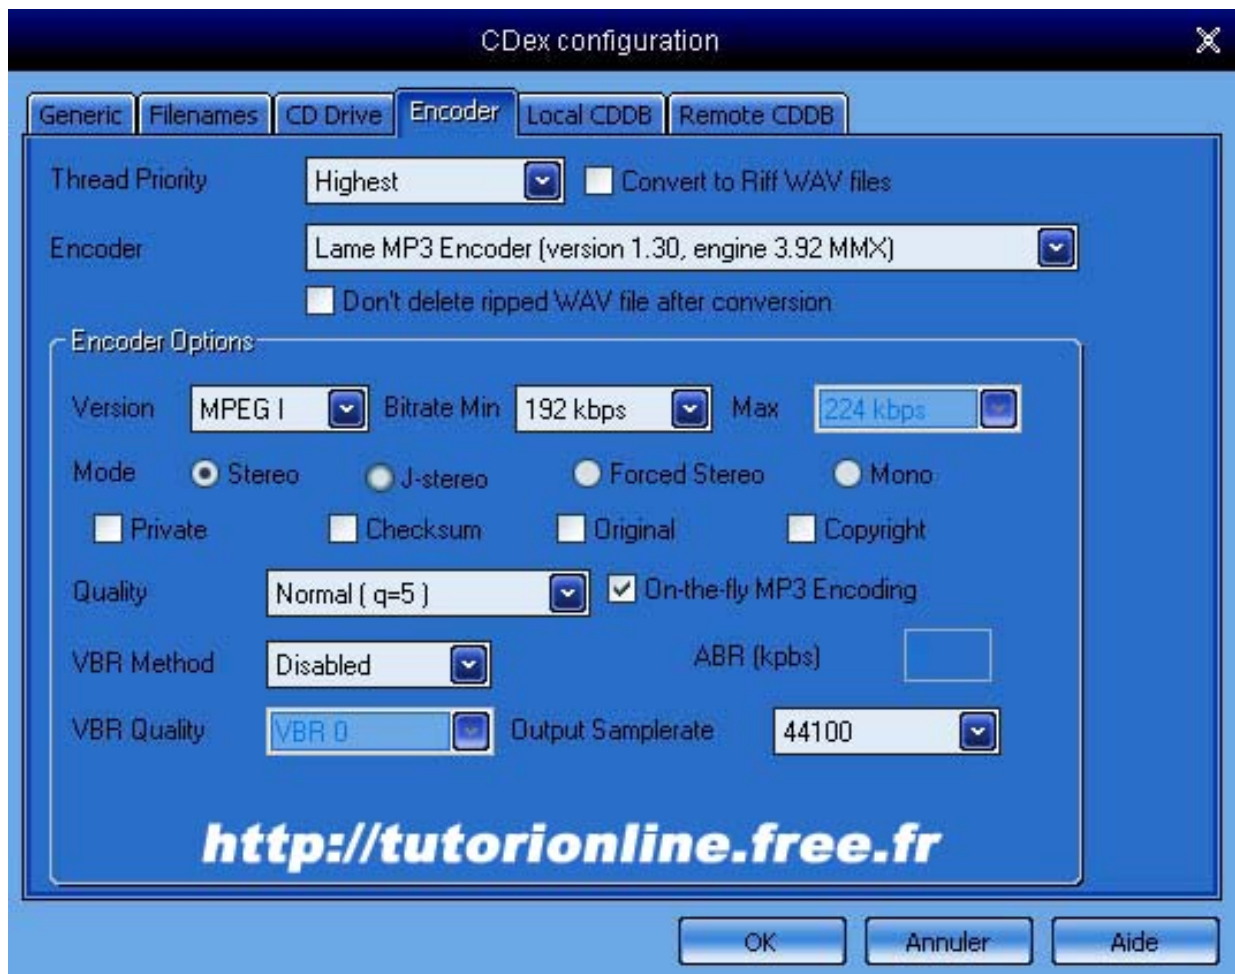 CDex configuration
Generic Filenames CD Drive Encoder Local CDDB Remote CDDB
Thread Priority Highest Convert to Riff WAV files
Encoder Lame MP3 Encoder (version 1.30, engine 3.92 MMX)
Don't delete ripped WAV file after conversion
Encoder Options
Version MPEG I Bitrate Min 192 kbps Max 224 kbps
Mode Stereo J-stereo Forced Stereo Mono
Private Checksum Original Copyright
Quality Normal ( q=5 ) On-the-fly MP3 Encoding
VBR Method Disabled ABR (kpbs)
VBR Quality VBR 0 Output Samplerate 44100
http://tutorionline.free.fr
OK Annuler Aide